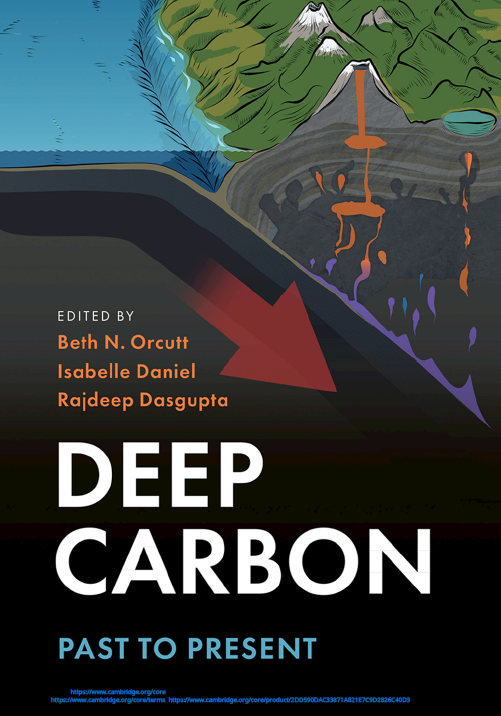 EDITED BY
Beth N. Orcutt
Isabelle Daniel
Rajdeep Dasgupta
DEEP
CARBON
PAST TO PRESENT
https://www.cambridge.org/core
https://www.cambridge.org/core/terms https://www.cambridge.org/core/product/2DD590DAC33871A821E7C9D2826C40D3